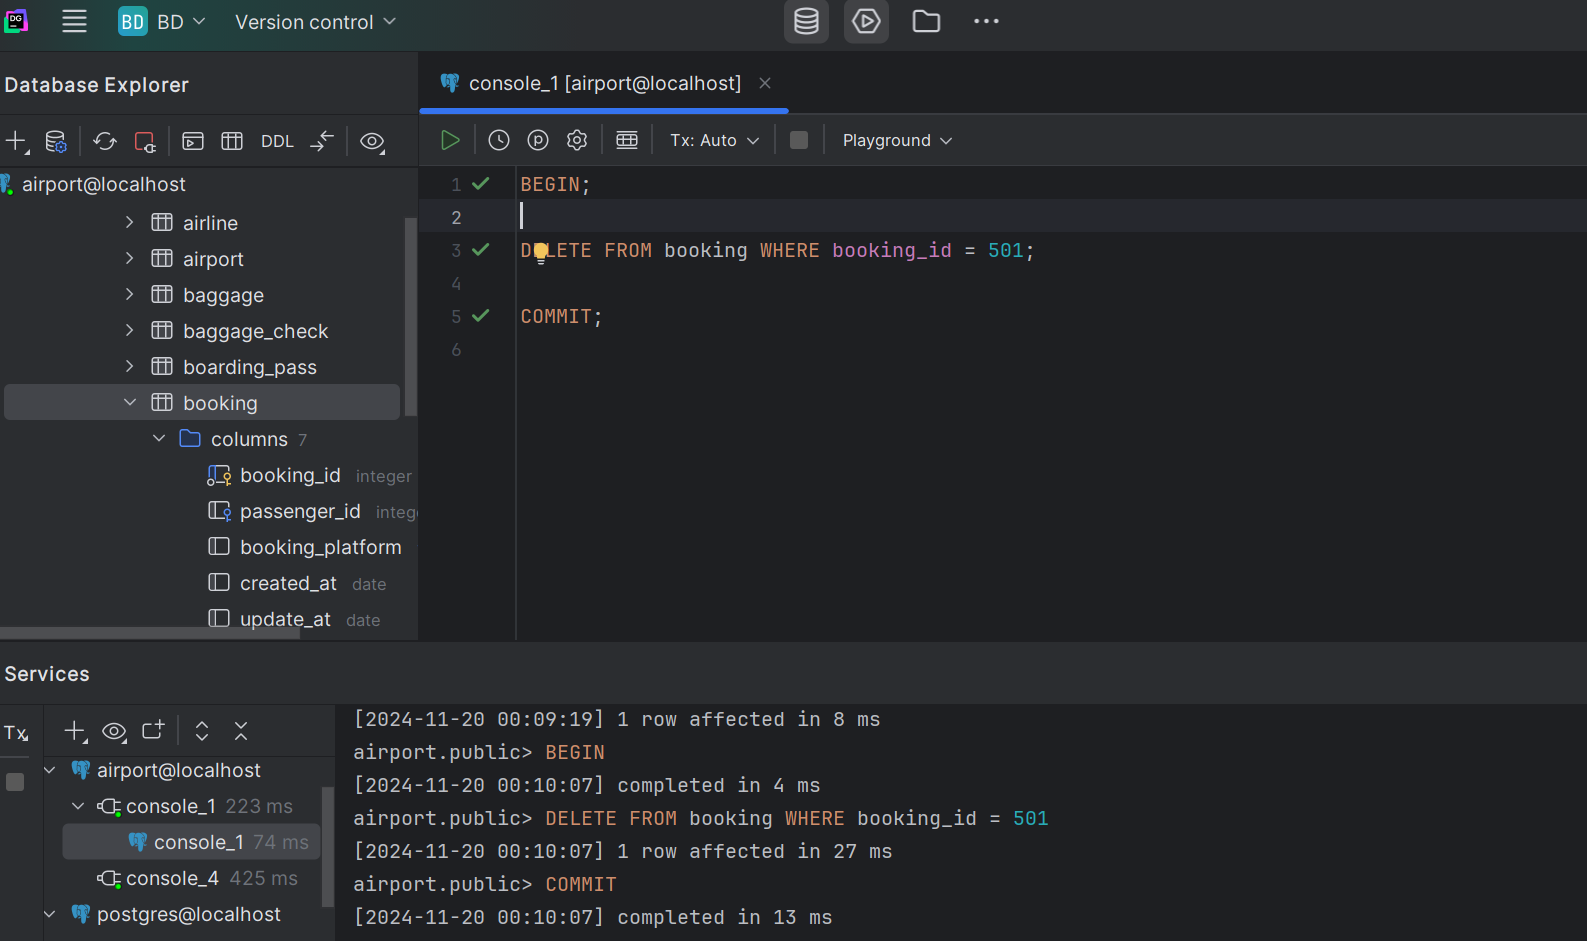 DG
BD BD Version control
Database Explorer
console_1 [airport@localhost]
DDL
Tx: Auto
Playground
airport@localhost
airline
airport
baggage
baggage_check
boarding_pass
booking
columns 7
booking_id integer
passenger_id
booking_platform
created_at date
update_at date
1 BEGIN;
2
3 DELETE FROM booking WHERE booking_id = 501;
4
5 COMMIT;
6
Services
Tx
airport@localhost
console_1 223 ms
console_1 74 ms
console_4 425 ms
postgres@localhost
[2024-11-20 00:09:19] 1 row affected in 8 ms
airport.public> BEGIN
[2024-11-20 00:10:07] completed in 4 ms
airport.public> DELETE FROM booking WHERE booking_id = 501
[2024-11-20 00:10:07] 1 row affected in 27 ms
airport.public> COMMIT
[2024-11-20 00:10:07] completed in 13 ms